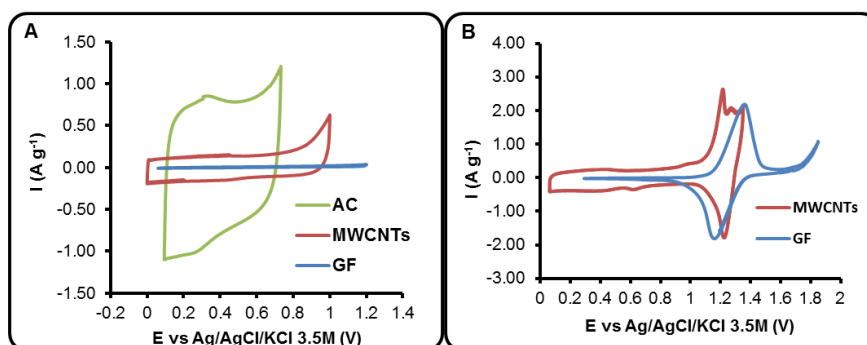 A
1.50
1.00
0.50
0.00
-0.50
-1.00
-1.50
-0.2 0 0.2 0.4 0.6 0.8 1 1.2 1.4
I (A g⁻¹)
E vs Ag/AgCl/KCl 3.5M (V)
AC
MWCNTs
GF
B
4.00
3.00
2.00
1.00
0.00
-1.00
-2.00
-3.00
0 0.2 0.4 0.6 0.8 1 1.2 1.4 1.6 1.8 2
I (A g⁻¹)
E vs Ag/AgCl/KCl 3.5M (V)
MWCNTs
GF